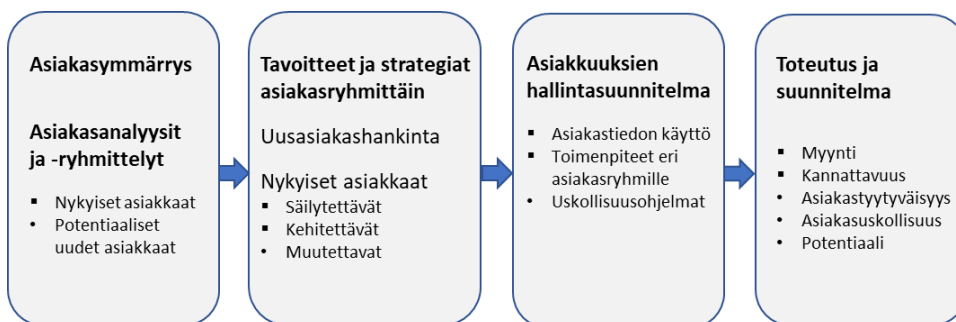 Asiakasymmärrys
Asiakasanalyysit
ja -ryhmittelyt
▪ Nykyiset asiakkaat
• Potentiaaliset
uudet asiakkaat
Tavoitteet ja strategiat
asiakasryhmittäin
Uusasiakashankinta
Nykyiset asiakkaat
▪ Säilytettävät
▪ Kehitettävät
• Muutettavat
Asiakkuuksien
hallintasuunnitelma
▪ Asiakastiedon käyttö
▪ Toimenpiteet eri
asiakasryhmille
• Uskollisuusohjelmat
Toteutus ja
suunnitelma
▪ Myynti
▪ Kannattavuus
• Asiakastyytyväisyys
• Asiakasuskollisuus
• Potentiaali